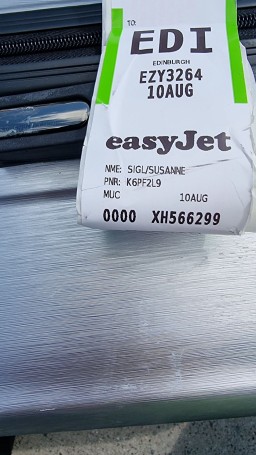 TO:
EDI
EDINBURGH
EZY3264
10AUG
easyJet
NME: SIGL/SUSANNE
PNR: K6PF2L9
MUC 10AUG
0000 XH566299